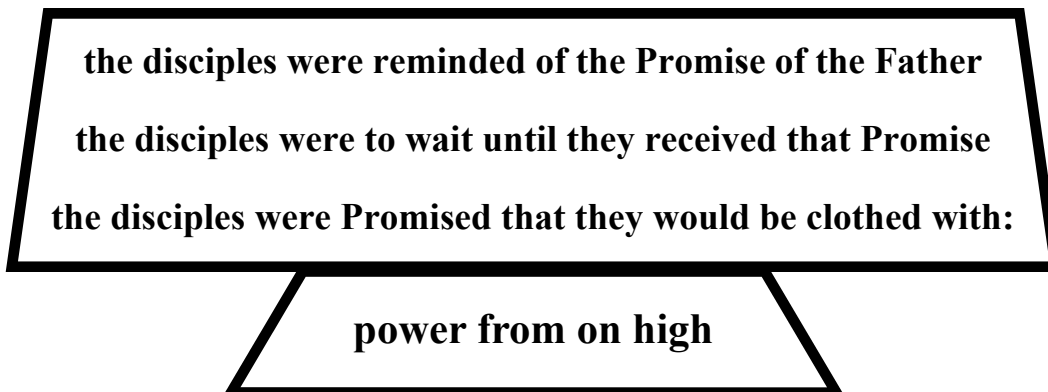 the disciples were reminded of the Promise of the Father
the disciples were to wait until they received that Promise
the disciples were Promised that they would be clothed with:
power from on high